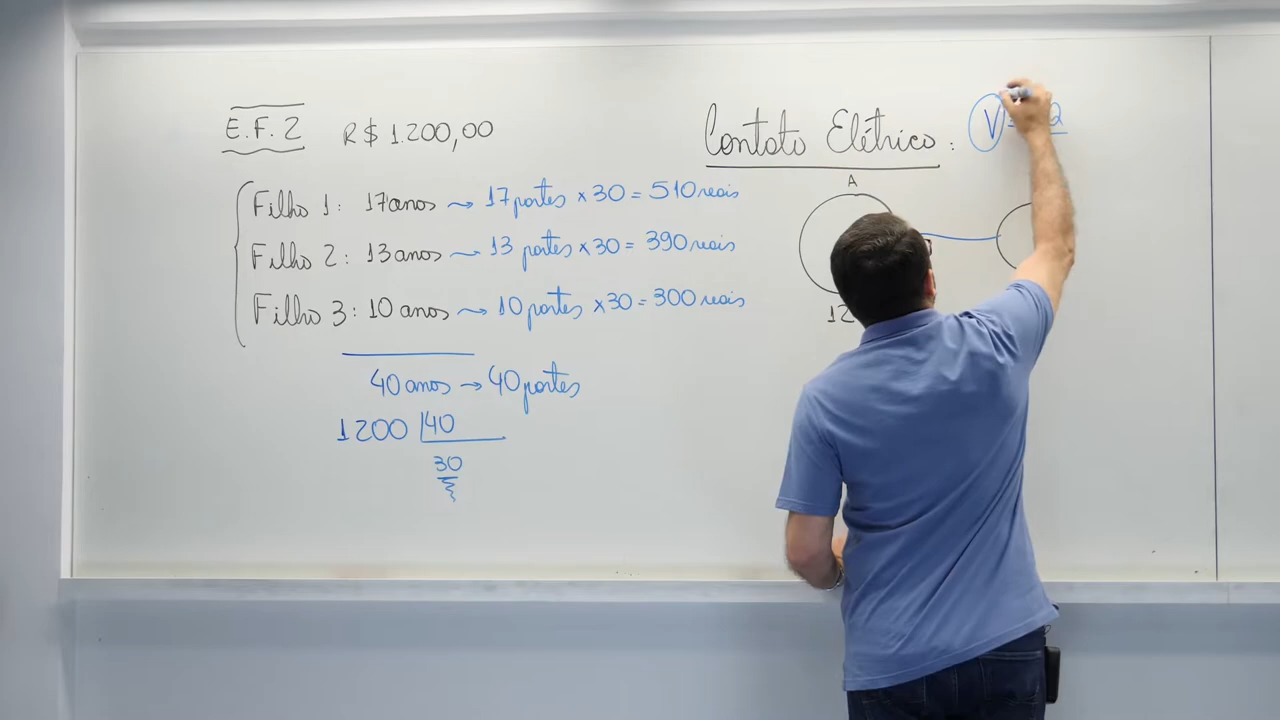 E.F.2 R$ 1.200,00
Filho 1: 17 anos → 17 partes × 30 = 510 reais
Filho 2: 13 anos → 13 partes × 30 = 390 reais
Filho 3: 10 anos → 10 partes × 30 = 300 reais
40 anos → 40 partes
1200 40
30
Contato Elétrico:
V
A